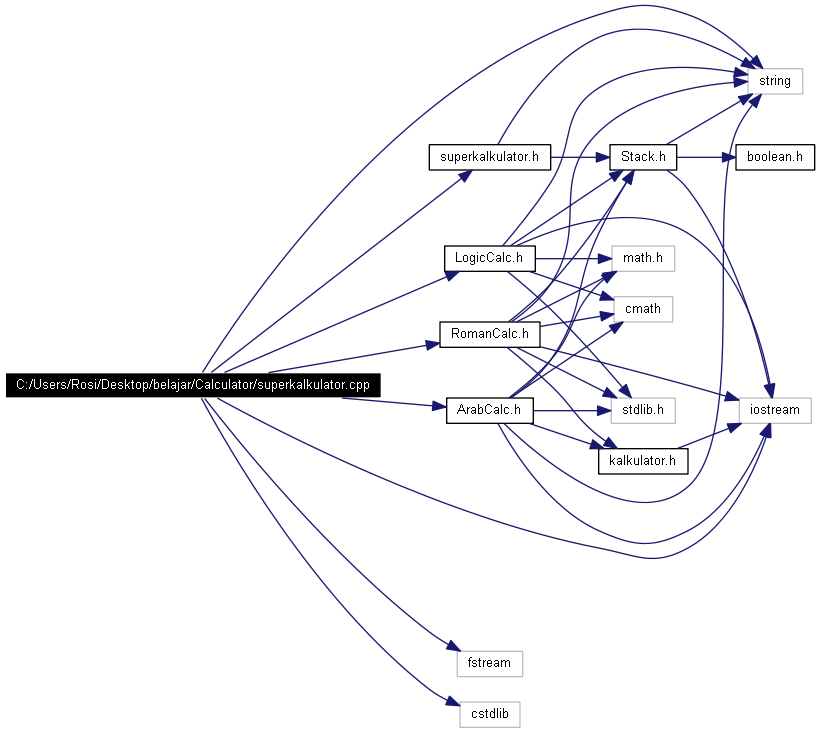 string
superkalkulator.h
Stack.h
boolean.h
LogicCalc.h
math.h
cmath
RomanCalc.h
C:/Users/Rosi/Desktop/belajar/Calculator/superkalkulator.cpp
ArabCalc.h
stdlib.h
iostream
kalkulator.h
fstream
cstdlib